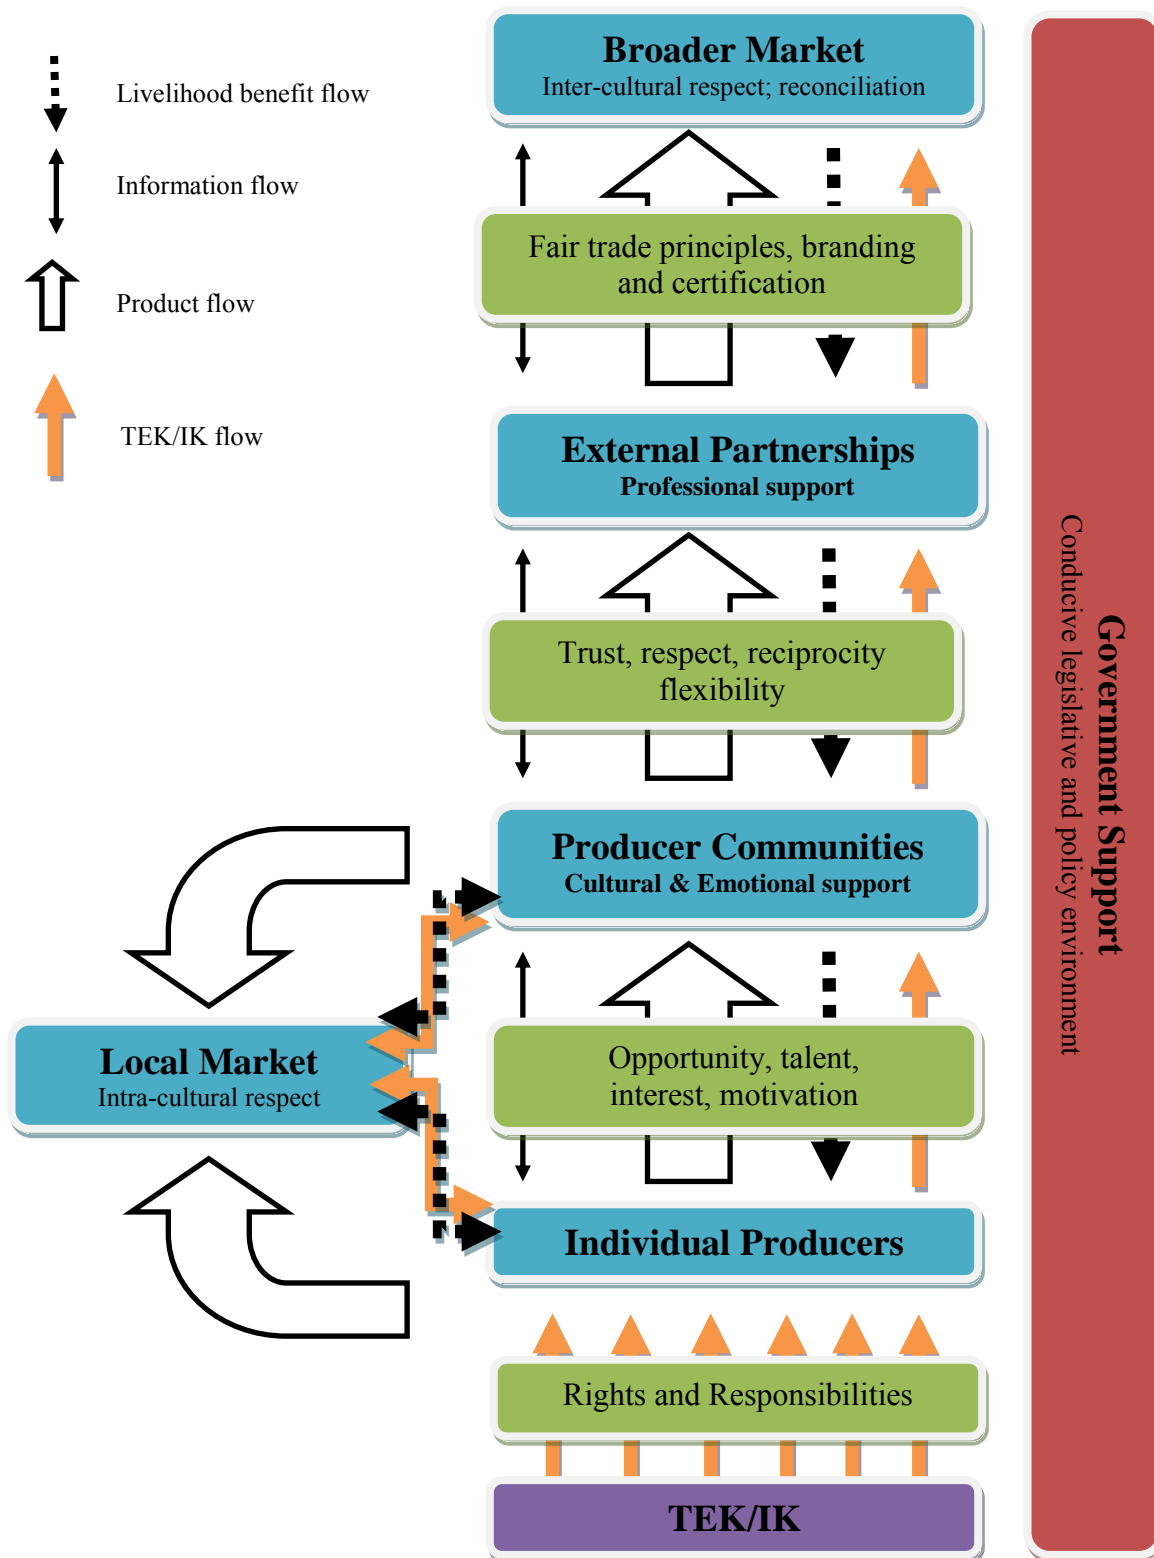 Livelihood benefit flow
Information flow
Product flow
TEK/IK flow
Broader Market
Inter-cultural respect; reconciliation
Fair trade principles, branding
and certification
External Partnerships
Professional support
Trust, respect, reciprocity
flexibility
Producer Communities
Cultural & Emotional support
Local Market
Intra-cultural respect
Opportunity, talent,
interest, motivation
Individual Producers
Rights and Responsibilities
TEK/IK
Government Support
Conducive legislative and policy environment